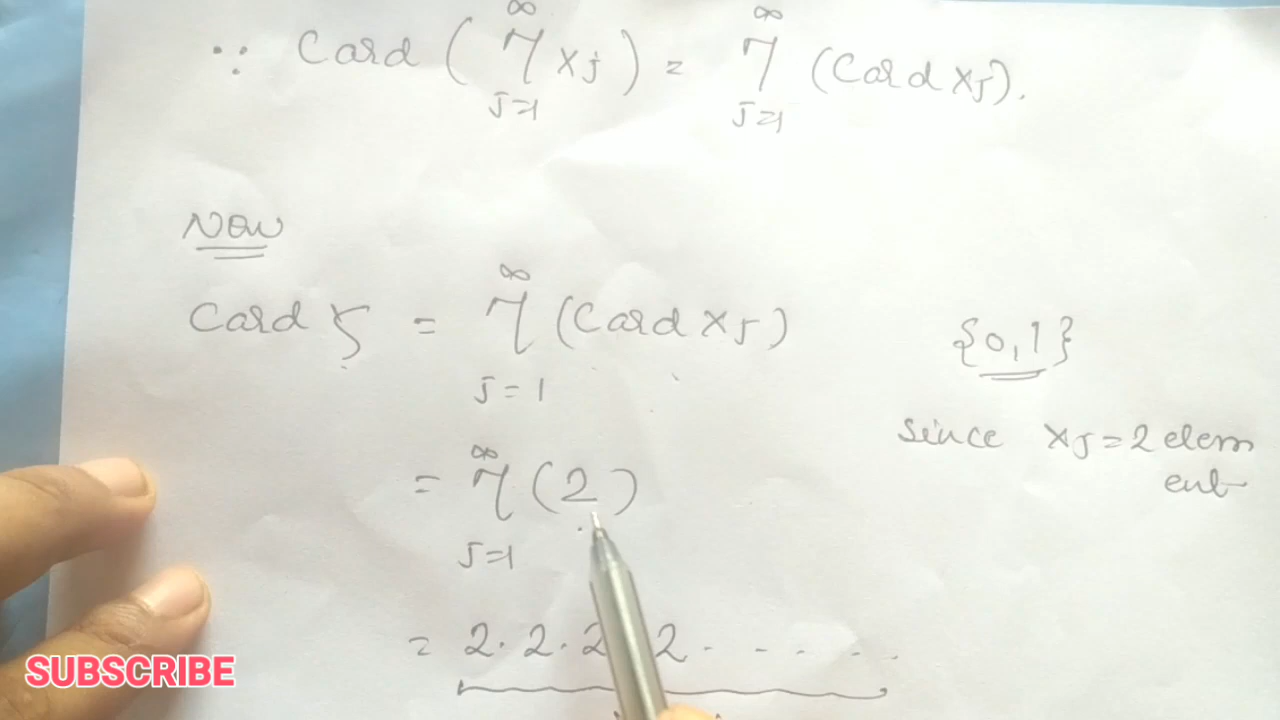 ∵ Card ( ∞ π j=1 Xj ) = ∞ π j=1 (Card Xj).
Now
Card ζ = ∞ π j=1 (Card Xj)
{0,1}
since Xj = 2 elem
ent
= ∞ π j=1 (2)
= 2 . 2 . 2 2 . - - - - .
SUBSCRIBE